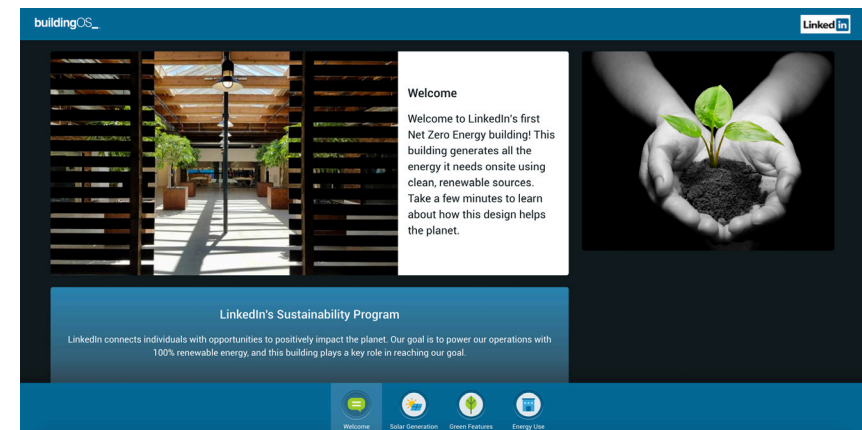 buildingOS_
Linked in
Welcome
Welcome to LinkedIn's first
Net Zero Energy building! This
building generates all the
energy it needs onsite using
clean, renewable sources.
Take a few minutes to learn
about how this design helps
the planet.
LinkedIn's Sustainability Program
LinkedIn connects individuals with opportunities to positively impact the planet. Our goal is to power our operations with
100% renewable energy, and this building plays a key role in reaching our goal.
Welcome
Solar Generation
Green Features
Energy Use